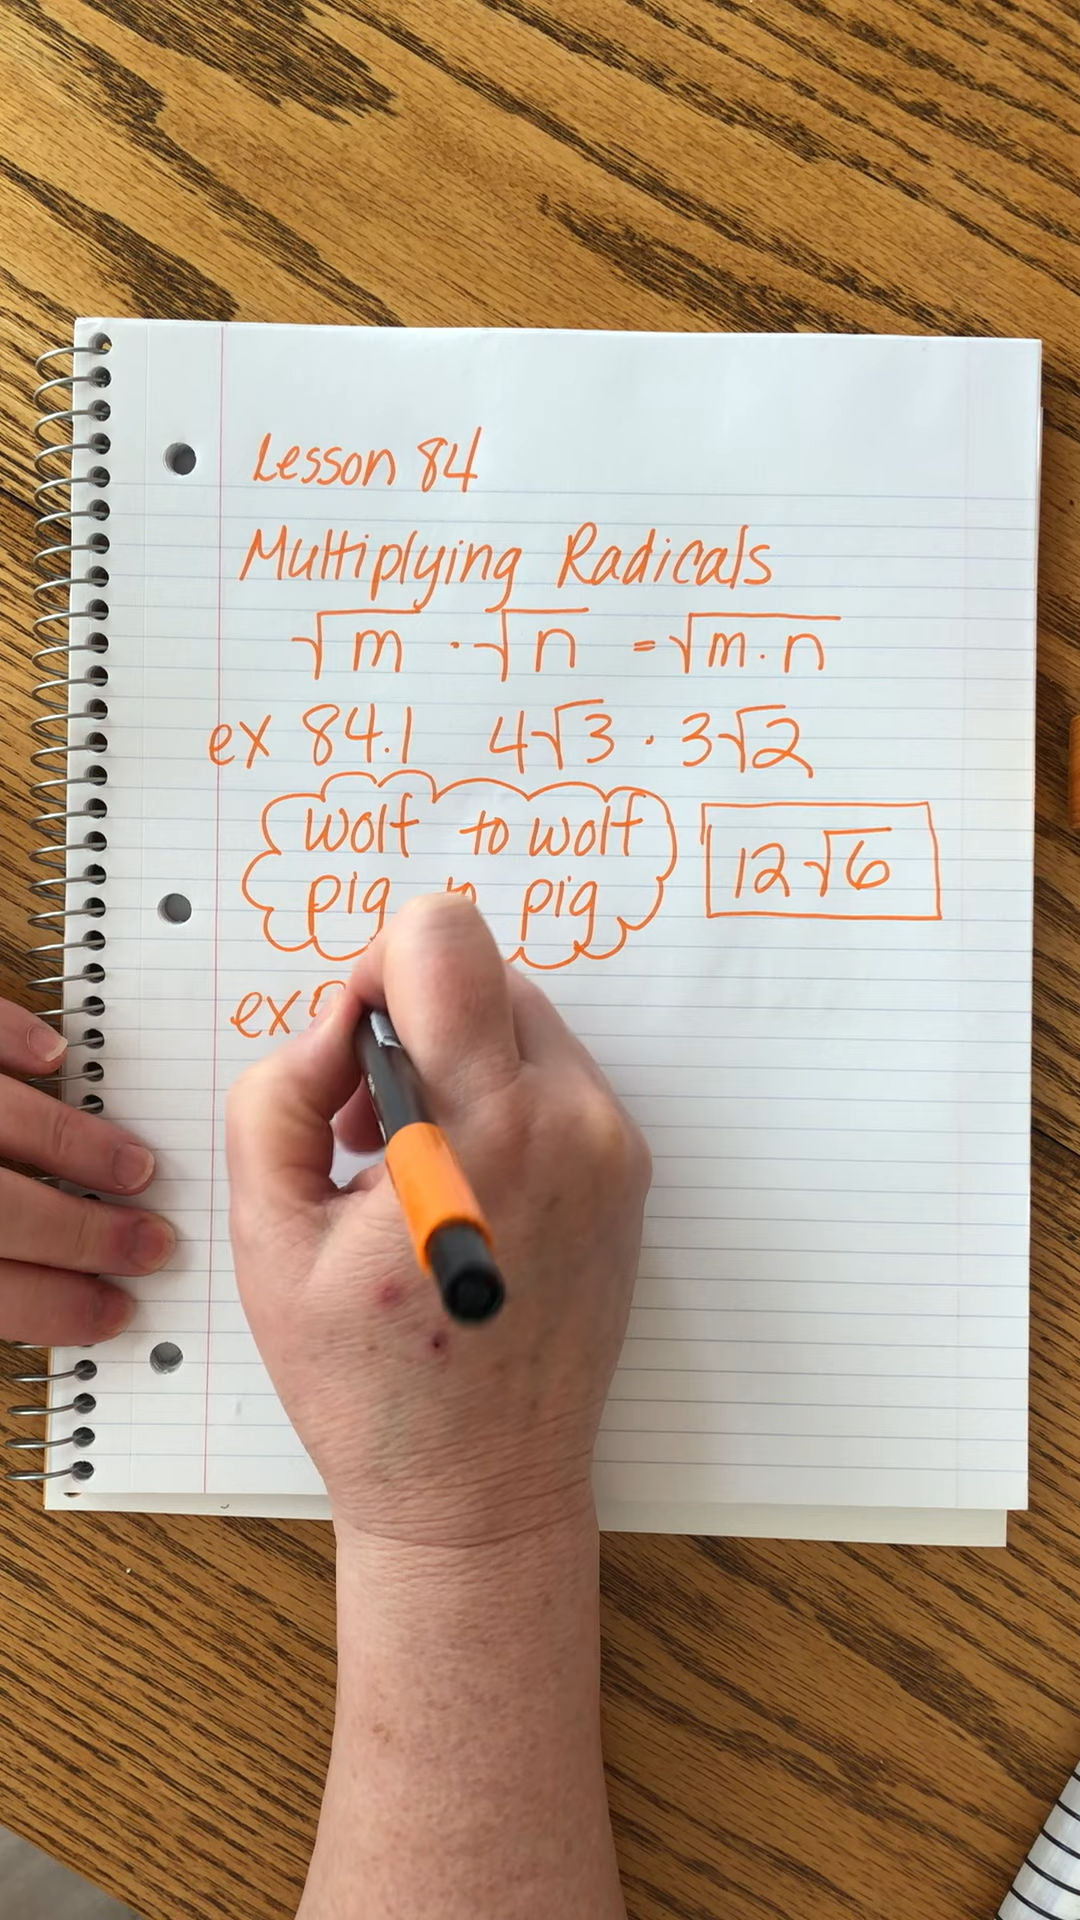 Lesson 84
Multiplying Radicals
√m · √n = √m · n
ex 84.1 4√3 · 3√2
wolf to wolf
pig to pig
12√6
ex